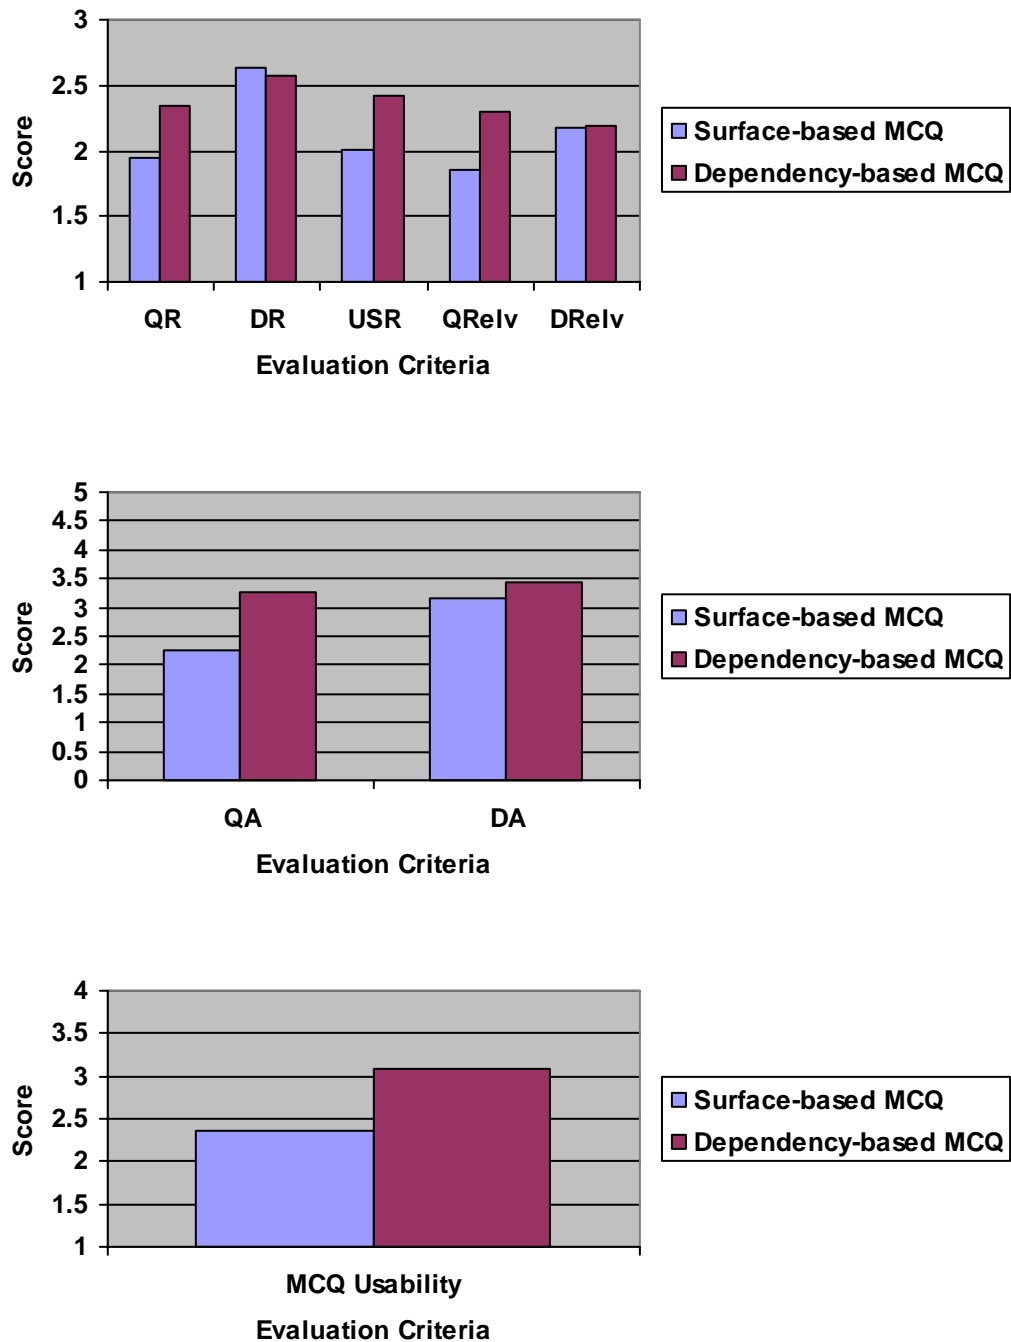 3
2.5
2
1.5
1
Score
QR DR USR QRelv DRelv
Evaluation Criteria
Surface-based MCQ
Dependency-based MCQ
5
4.5
4
3.5
3
2.5
2
1.5
1
0.5
0
Score
QA DA
Evaluation Criteria
Surface-based MCQ
Dependency-based MCQ
4
3.5
3
2.5
2
1.5
1
Score
MCQ Usability
Evaluation Criteria
Surface-based MCQ
Dependency-based MCQ